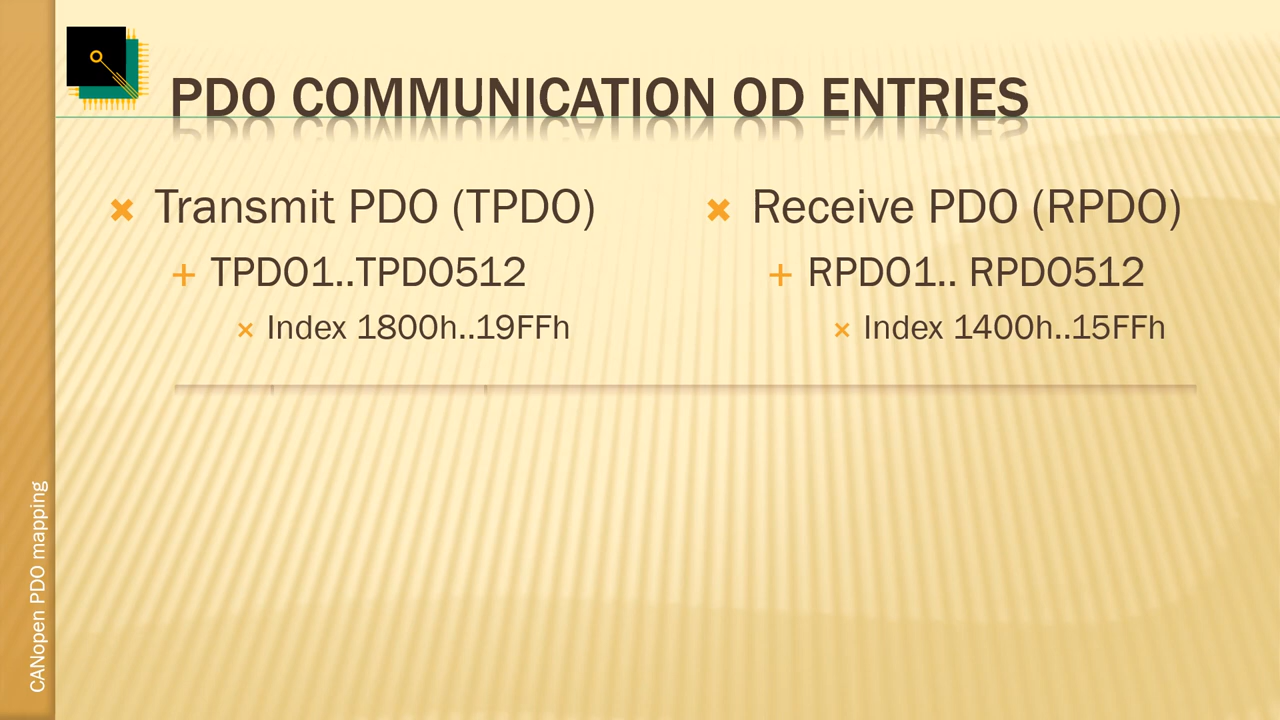 PDO COMMUNICATION OD ENTRIES
Transmit PDO (TPDO)
TPDO1..TPDO512
Index 1800h..19FFh
Receive PDO (RPDO)
RPDO1.. RPDO512
Index 1400h..15FFh
CANopen PDO mapping